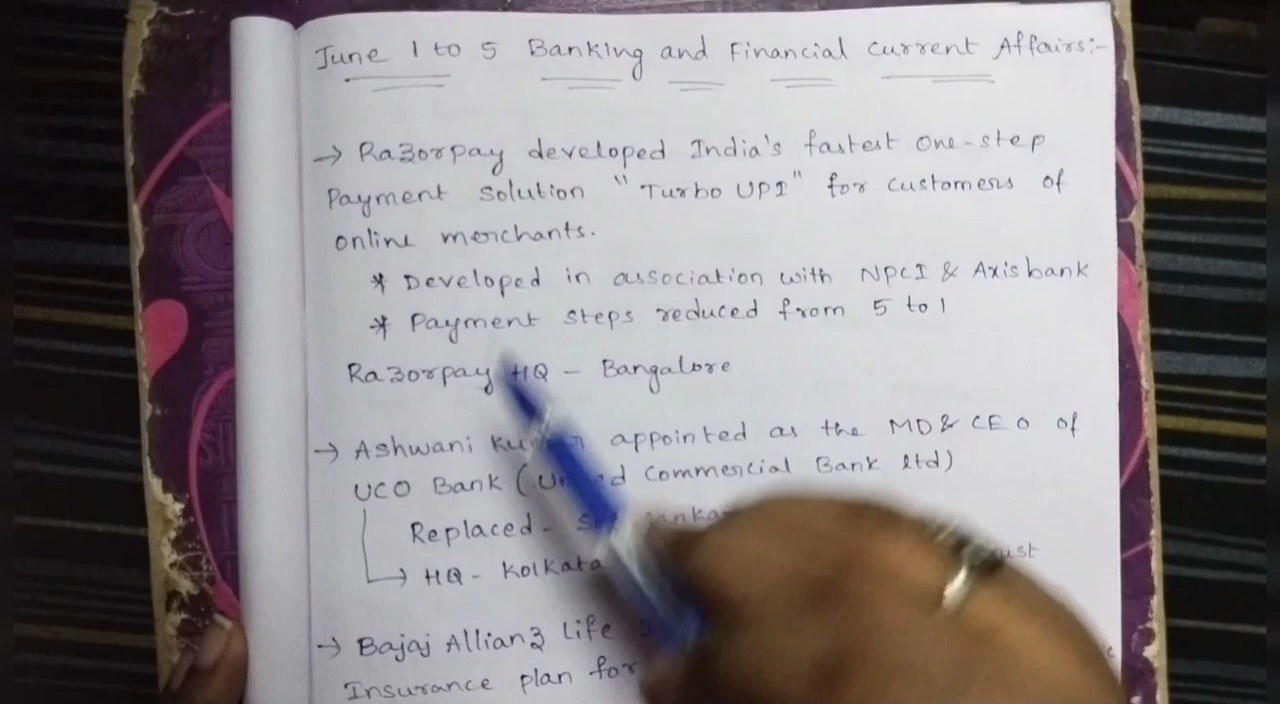 June 1 to 5 Banking and Financial Current Affairs:-
→ Razorpay developed India's fastest one-step
Payment solution "Turbo UPI" for customers of
online merchants.
* Developed in association with NPCI & Axis bank
* Payment steps reduced from 5 to 1
Razorpay HQ - Bangalore
→ Ashwani appointed as the MD & CEO of
UCO Bank ( Commercial Bank ltd)
Replaced -
→ HQ - Kolkata
→ Bajaj Allianz Life
Insurance plan for